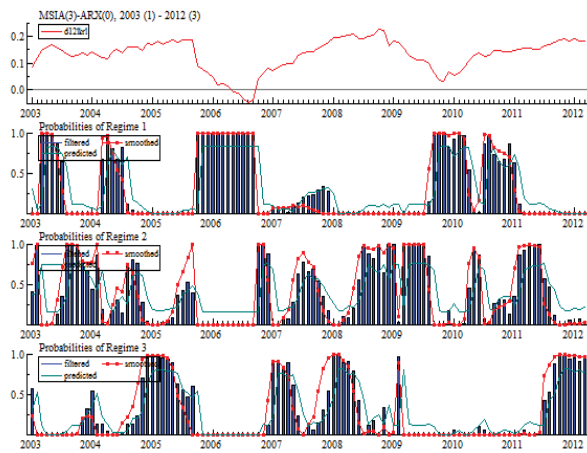 MSIA(3)-ARX(0), 2003 (1) - 2012 (3)
d12lkrl
0.2
0.1
0.0
2003 2004 2005 2006 2007 2008 2009 2010 2011 2012
Probabilities of Regime 1
1.0
filtered smoothed
predicted
0.5
2003 2004 2005 2006 2007 2008 2009 2010 2011 2012
Probabilities of Regime 2
1.0
filtered smoothed
0.5
2003 2004 2005 2006 2007 2008 2009 2010 2011 2012
Probabilities of Regime 3
1.0
filtered smoothed
predicted
0.5
2003 2004 2005 2006 2007 2008 2009 2010 2011 2012